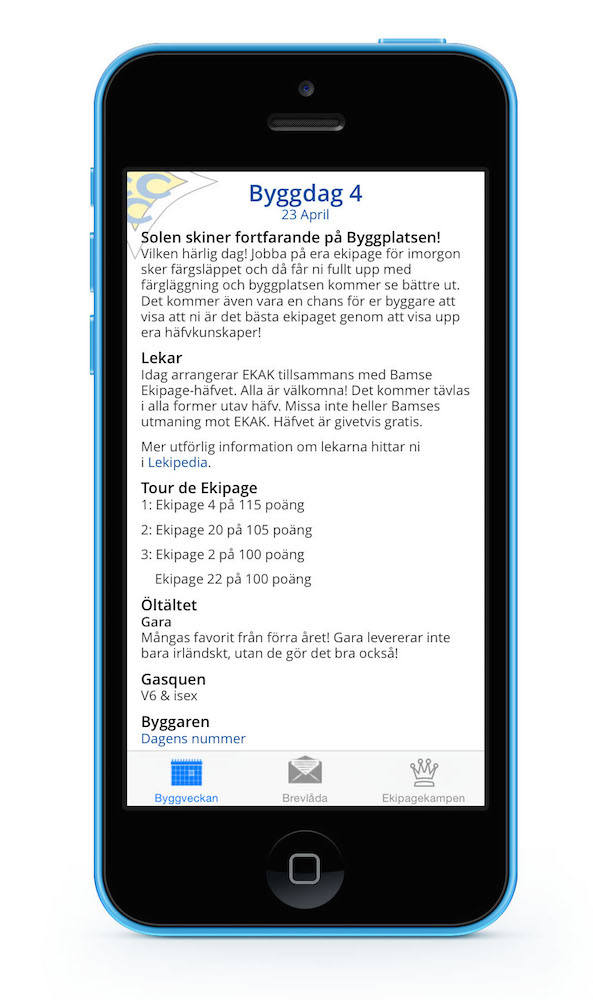 Byggdag 4
23 April
Solen skiner fortfarande på Byggplatsen!
Vilken härlig dag! Jobba på era ekipage för imorgon
sker färgsläppet och då får ni fullt upp med
färgläggning och byggplatsen kommer se bättre ut.
Det kommer även vara en chans för er byggare att
visa att ni är det bästa ekipaget genom att visa upp
era häfvkunskaper!
Lekar
Idag arrangerar EKAK tillsammans med Bamse
Ekipage-häfvet. Alla är välkomna! Det kommer tävlas
i alla former utav häfv. Missa inte heller Bamses
utmaning mot EKAK. Häfvet är givetvis gratis.
Mer utförlig information om lekarna hittar ni
i Lekipedia.
Tour de Ekipage
1: Ekipage 4 på 115 poäng
2: Ekipage 20 på 105 poäng
3: Ekipage 2 på 100 poäng
Ekipage 22 på 100 poäng
Öltältet
Gara
Mångas favorit från förra året! Gara levererar inte
bara irländskt, utan de gör det bra också!
Gasquen
V6 & isex
Byggaren
Dagens nummer
Byggveckan
Brevlåda
Ekipagekampen